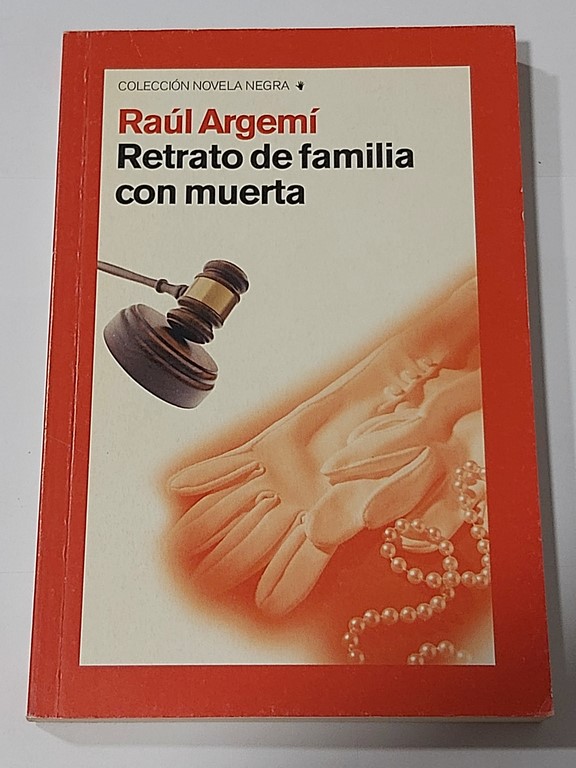 COLECCIÓN NOVELA NEGRA
Raúl Argemí
Retrato de familia
con muerta